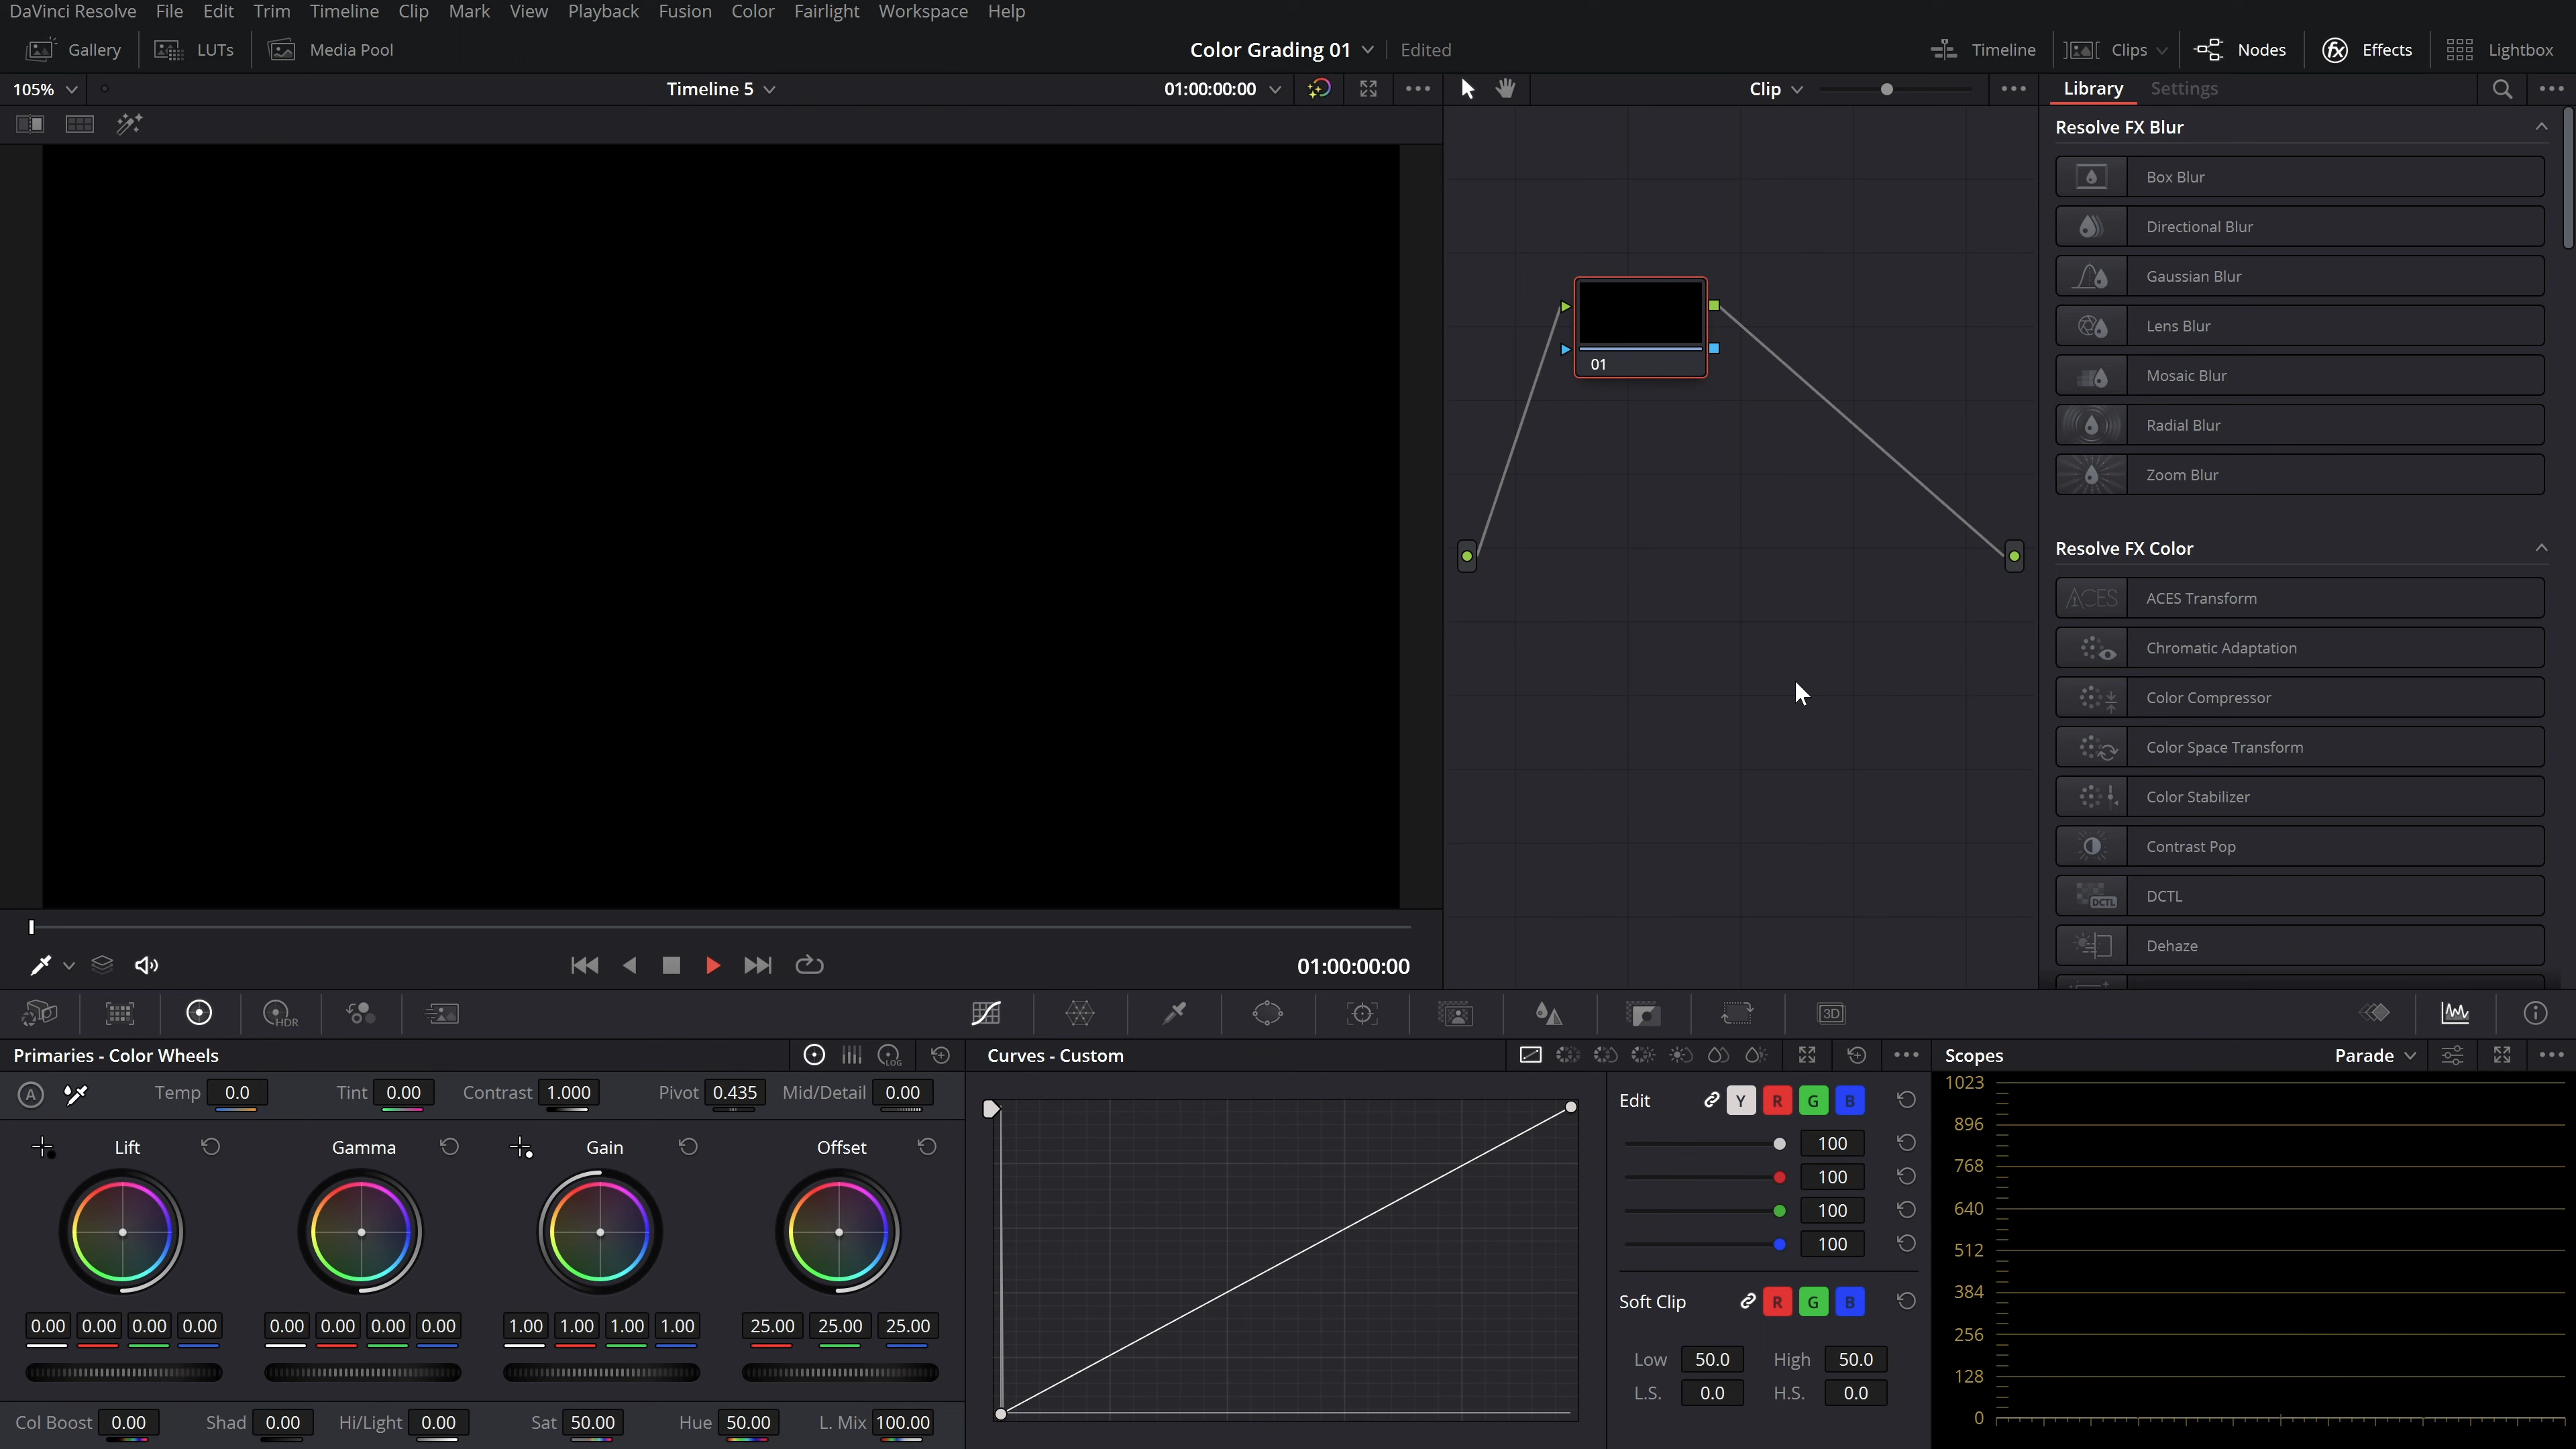 DaVinci Resolve File Edit Trim Timeline Clip Mark View Playback Fusion Color Fairlight Workspace Help
Gallery LUTs Media Pool Color Grading 01 Edited Timeline Clips Nodes Effects Lightbox
105% Timeline 5 01:00:00:00 Clip Library Settings
Resolve FX Blur
Box Blur
Directional Blur
Gaussian Blur
Lens Blur
01
Mosaic Blur
Radial Blur
Zoom Blur
Resolve FX Color
ACES ACES Transform
Chromatic Adaptation
Color Compressor
Color Space Transform
Color Stabilizer
Contrast Pop
DCTL DCTL
Dehaze
01:00:00:00
HDR 3D
Primaries - Color Wheels LOG Curves - Custom Scopes Parade
A Temp 0.0 Tint 0.00 Contrast 1.000 Pivot 0.435 Mid/Detail 0.00
Lift Gamma Gain Offset
0.00 0.00 0.00 0.00 0.00 0.00 0.00 0.00 1.00 1.00 1.00 1.00 25.00 25.00 25.00
Col Boost 0.00 Shad 0.00 Hi/Light 0.00 Sat 50.00 Hue 50.00 L. Mix 100.00
Edit Y R G B
100
100
100
100
Soft Clip R G B
Low 50.0 High 50.0
L.S. 0.0 H.S. 0.0
1023
896
768
640
512
384
256
128
0